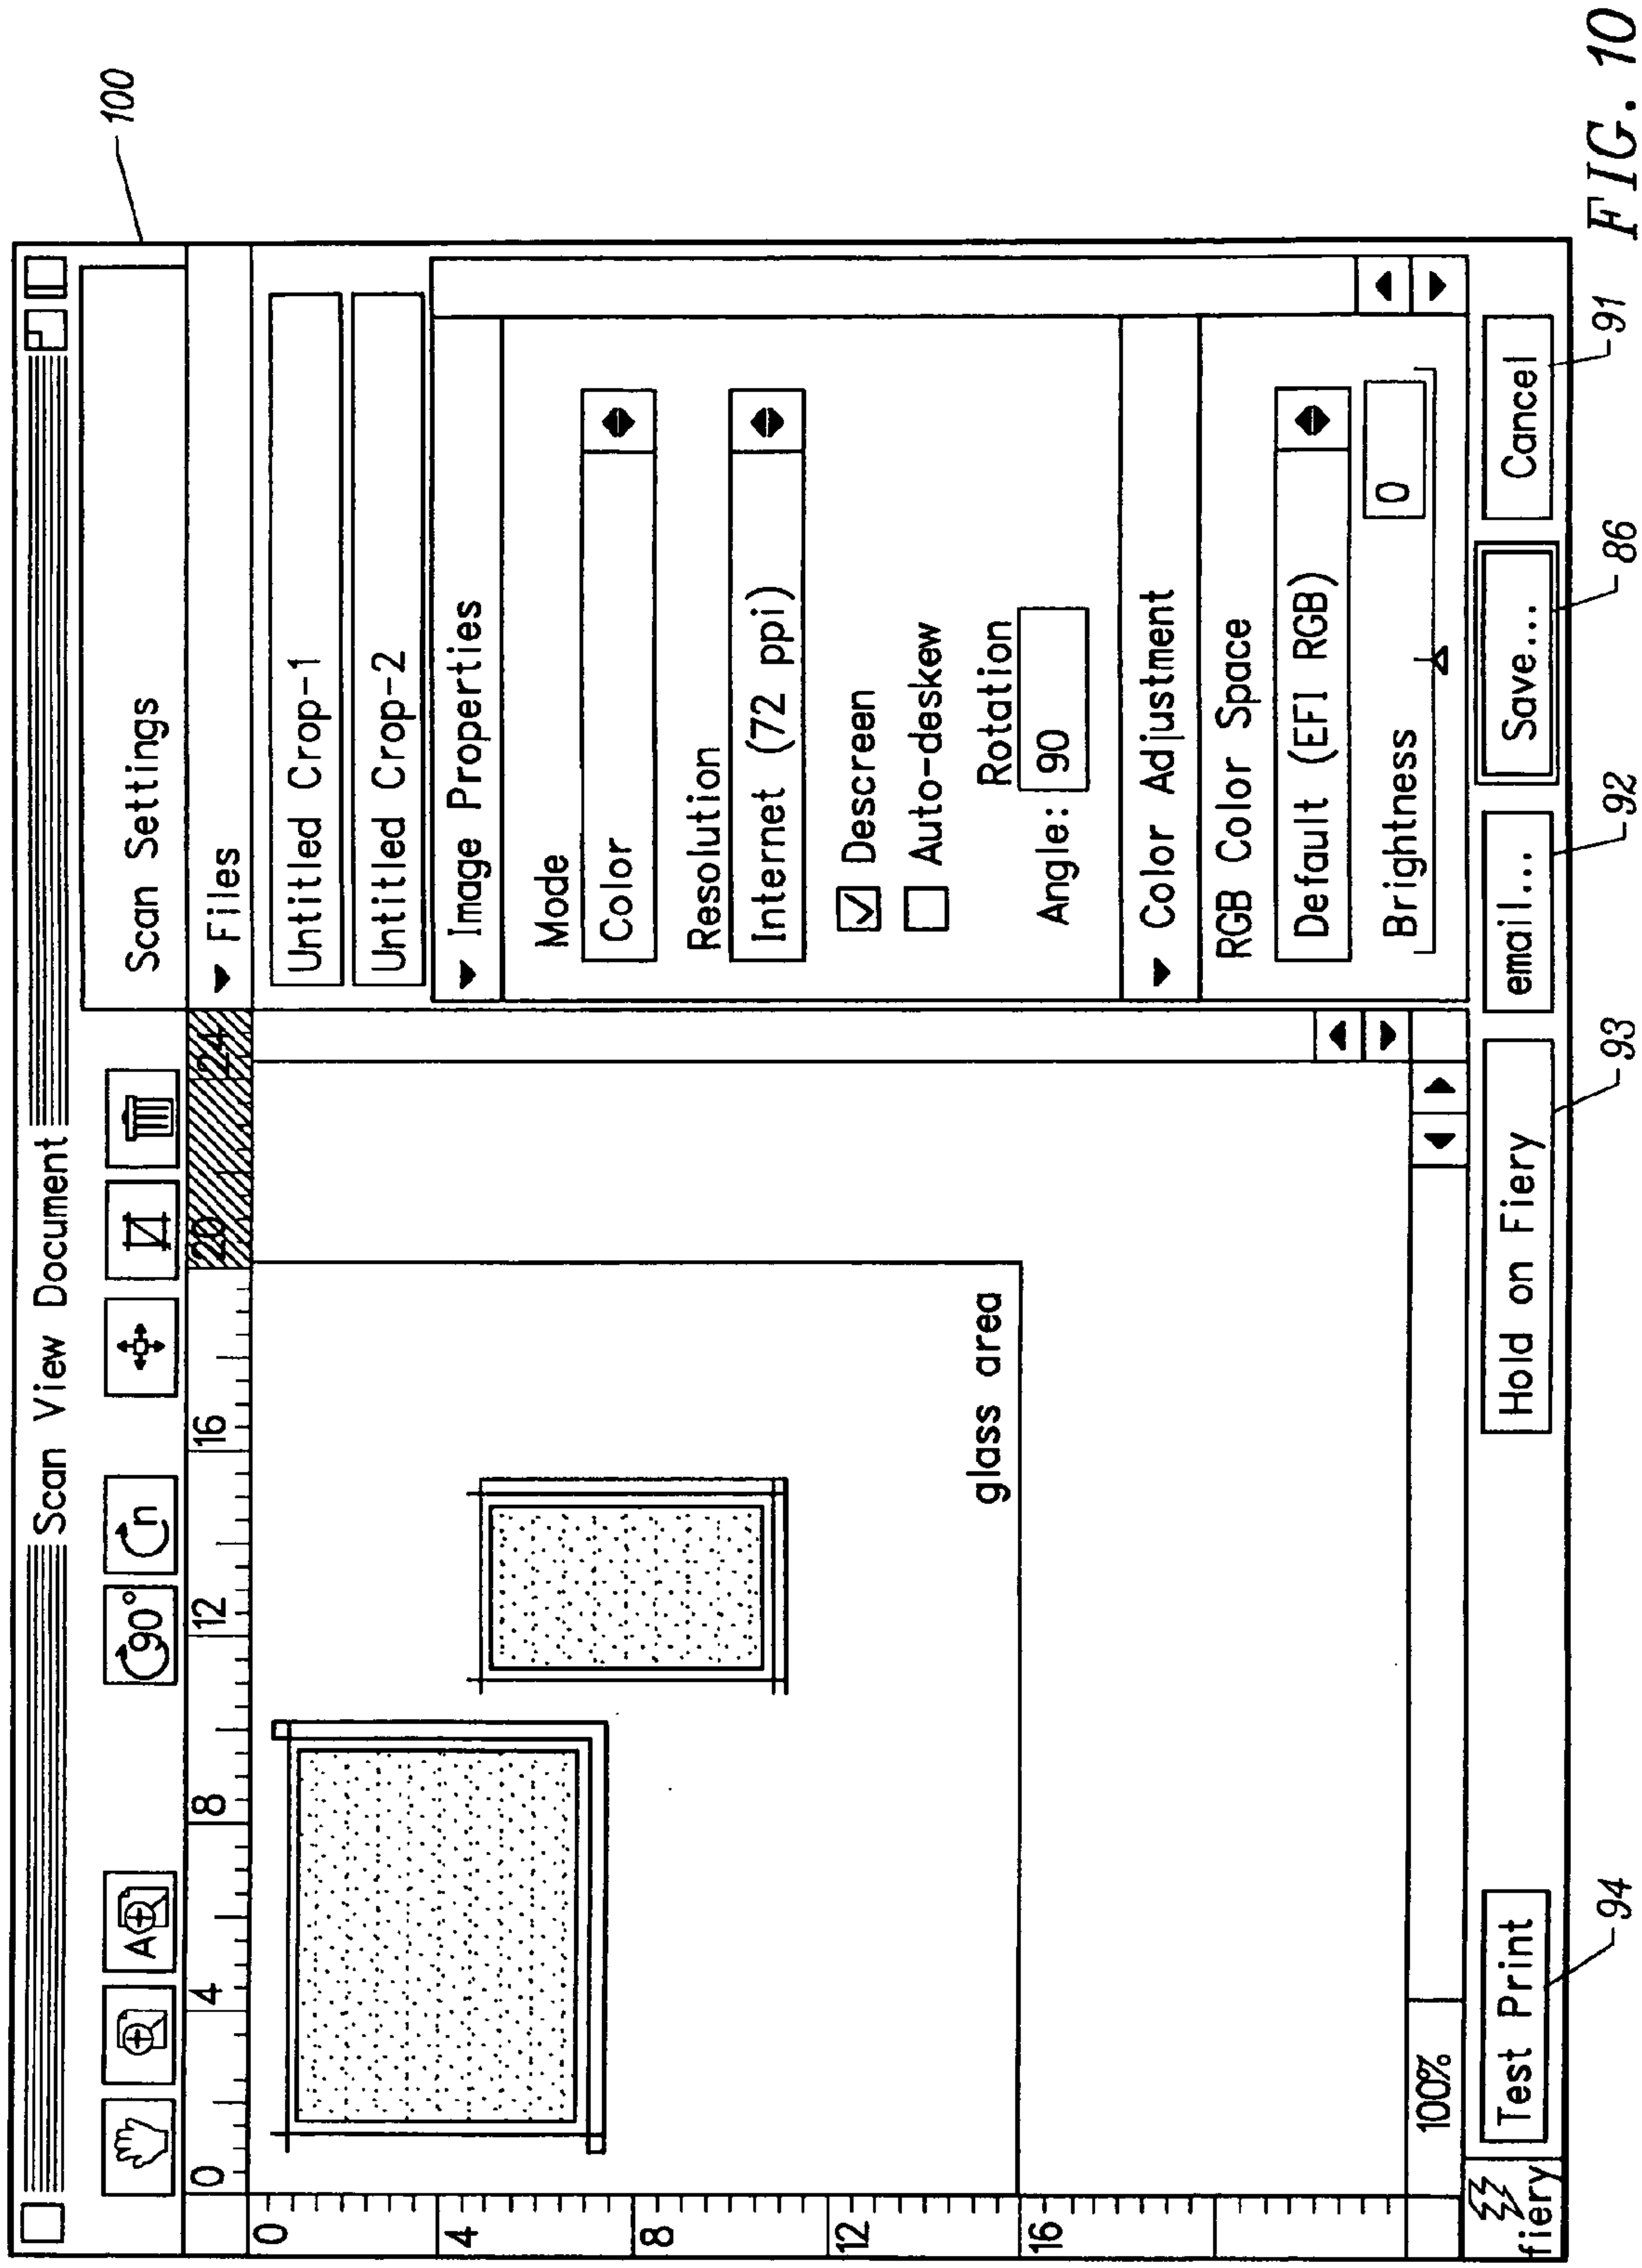 Scan View Document
100
90°
n
A
Scan Settings
0 4 8 12 16 20 24
Files
0
4
8
12
16
Untitled Crop-1
Untitled Crop-2
Image Properties
Mode
Color
Resolution
Internet (72 ppi)
Descreen
Auto-deskew
Rotation
Angle: 90
Color Adjustment
RGB Color Space
Default (EFI RGB)
Brightness 0
glass area
100%
fiery
Test Print
Hold on Fiery
email...
Save...
Cancel
94
93
92
86
91
FIG. 10